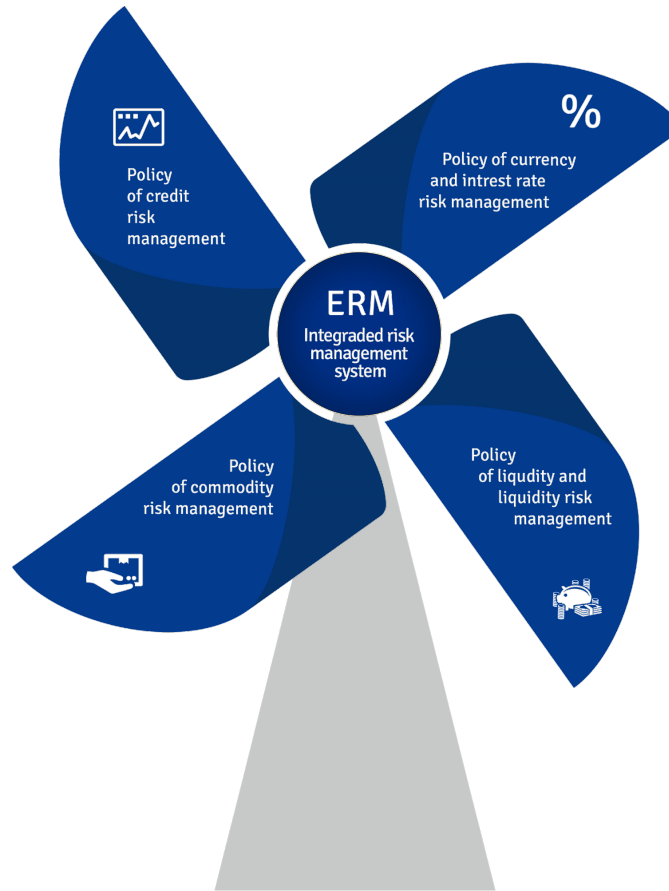 Policy
of credit
risk
management
%
Policy of currency
and intrest rate
risk management
ERM
Integraded risk
management
system
Policy
of commodity
risk management
Policy
of liqudity and
liquidity risk
management